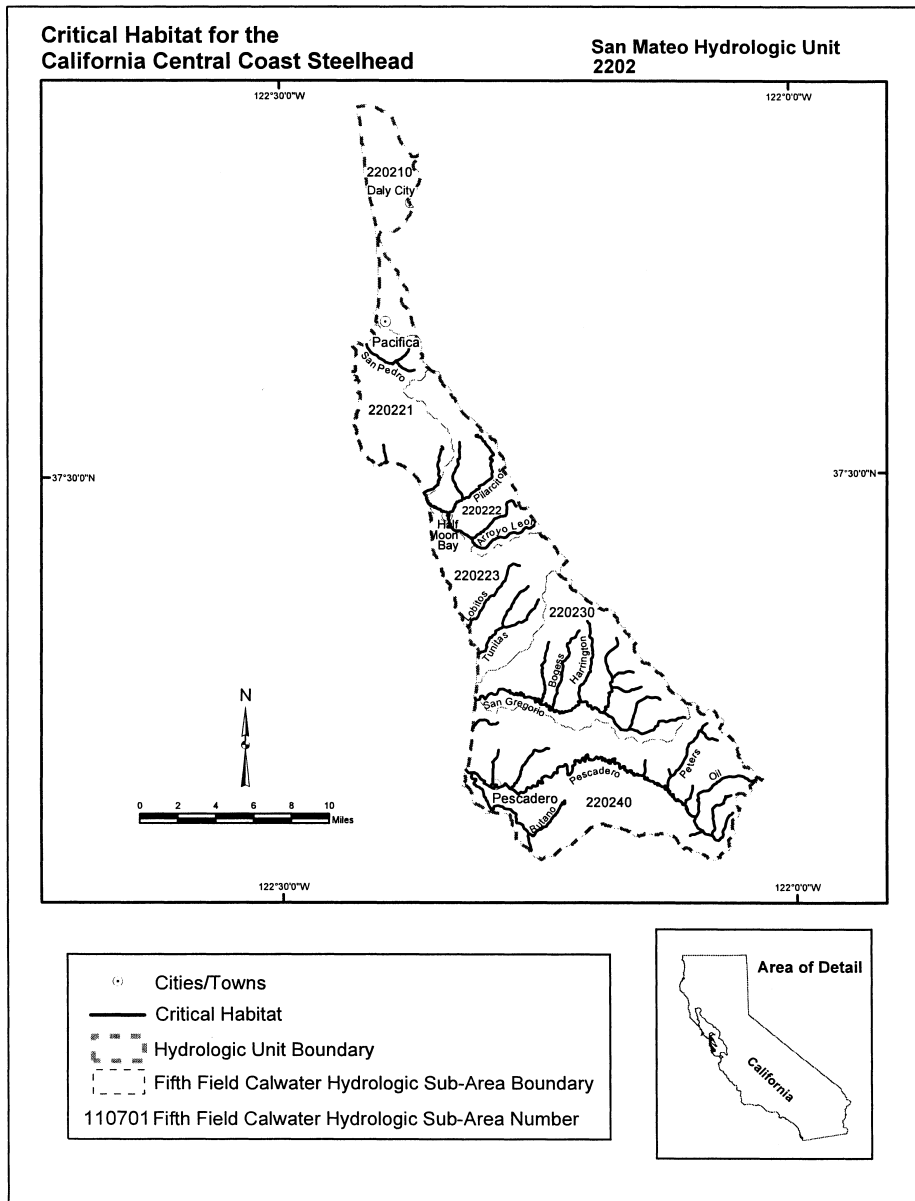 Critical Habitat for the
California Central Coast Steelhead
San Mateo Hydrologic Unit
2202
122°30'0"W
122°0'0"W
220210
Daly City
Pacifica
San Pedro
220221
37°30'0"N
37°30'0"N
Pilarcitos
220222
Half
Moon
Bay
Arroyo Leon
220223
Lobitos
220230
Tunitas
Bogess
Harrington
San Gregorio
N
Peters
Oil
Pescadero
Pescadero
220240
Butano
0 2 4 6 8 10
Miles
122°30'0"W
122°0'0"W
Cities/Towns
Critical Habitat
Hydrologic Unit Boundary
Fifth Field Calwater Hydrologic Sub-Area Boundary
110701 Fifth Field Calwater Hydrologic Sub-Area Number
Area of Detail
California